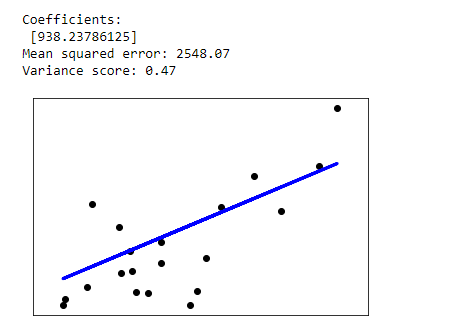 Coefficients:
[938.23786125]
Mean squared error: 2548.07
Variance score: 0.47